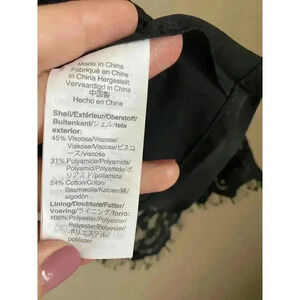 Made in China
Fabriqué en China
In China Hergestellt
Vervaardigd in China
中国製
Hecho en China
Shell/Extérieur/Oberstoff/
Buitenkant/シェル/tela
exterior:
45% Viscose/Viscose/
Viskose/Viscose/ビスコ
ース/viscosa
31% Polyamide/Polyamide/
Polyamid/Polyamide/ポ
リアミド/poliamida
24% Cotton/Coton/
Baumwolle/Katoen/綿/
algodón
Lining/Doublure/Futter/
Voering/ライニング/forro:
100% Polyester/Polyester/
Polyester/Polyester/
ポリエステル/
poliéster